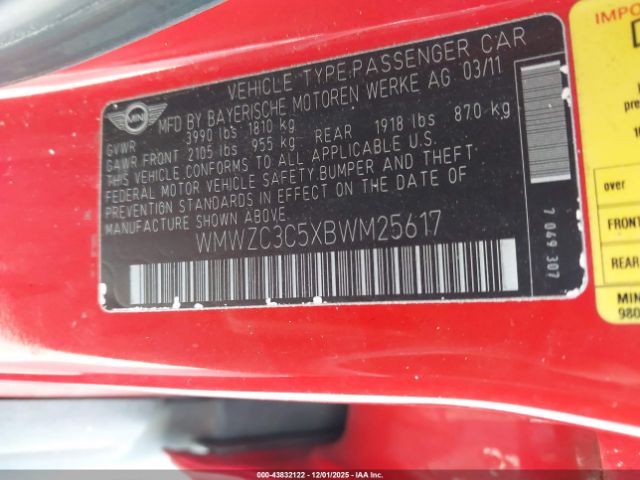 MINI
VEHICLE TYPE:PASSENGER CAR
MFD BY BAYERISCHE MOTOREN WERKE AG 03/11
GVWR 3990 lbs 1810 kg
GAWR FRONT 2105 lbs 955 kg REAR 1918 lbs 870 kg
THIS VEHICLE CONFORMS TO ALL APPLICABLE U.S.
FEDERAL MOTOR VEHICLE SAFETY,BUMPER AND THEFT
PREVENTION STANDARDS IN EFFECT ON THE DATE OF
MANUFACTURE.
WMWZC3C5XBWM25617
7 049 307
over
FRONT
REAR
MIN
980
000-43832122 - 12/01/2025 - IAA Inc.